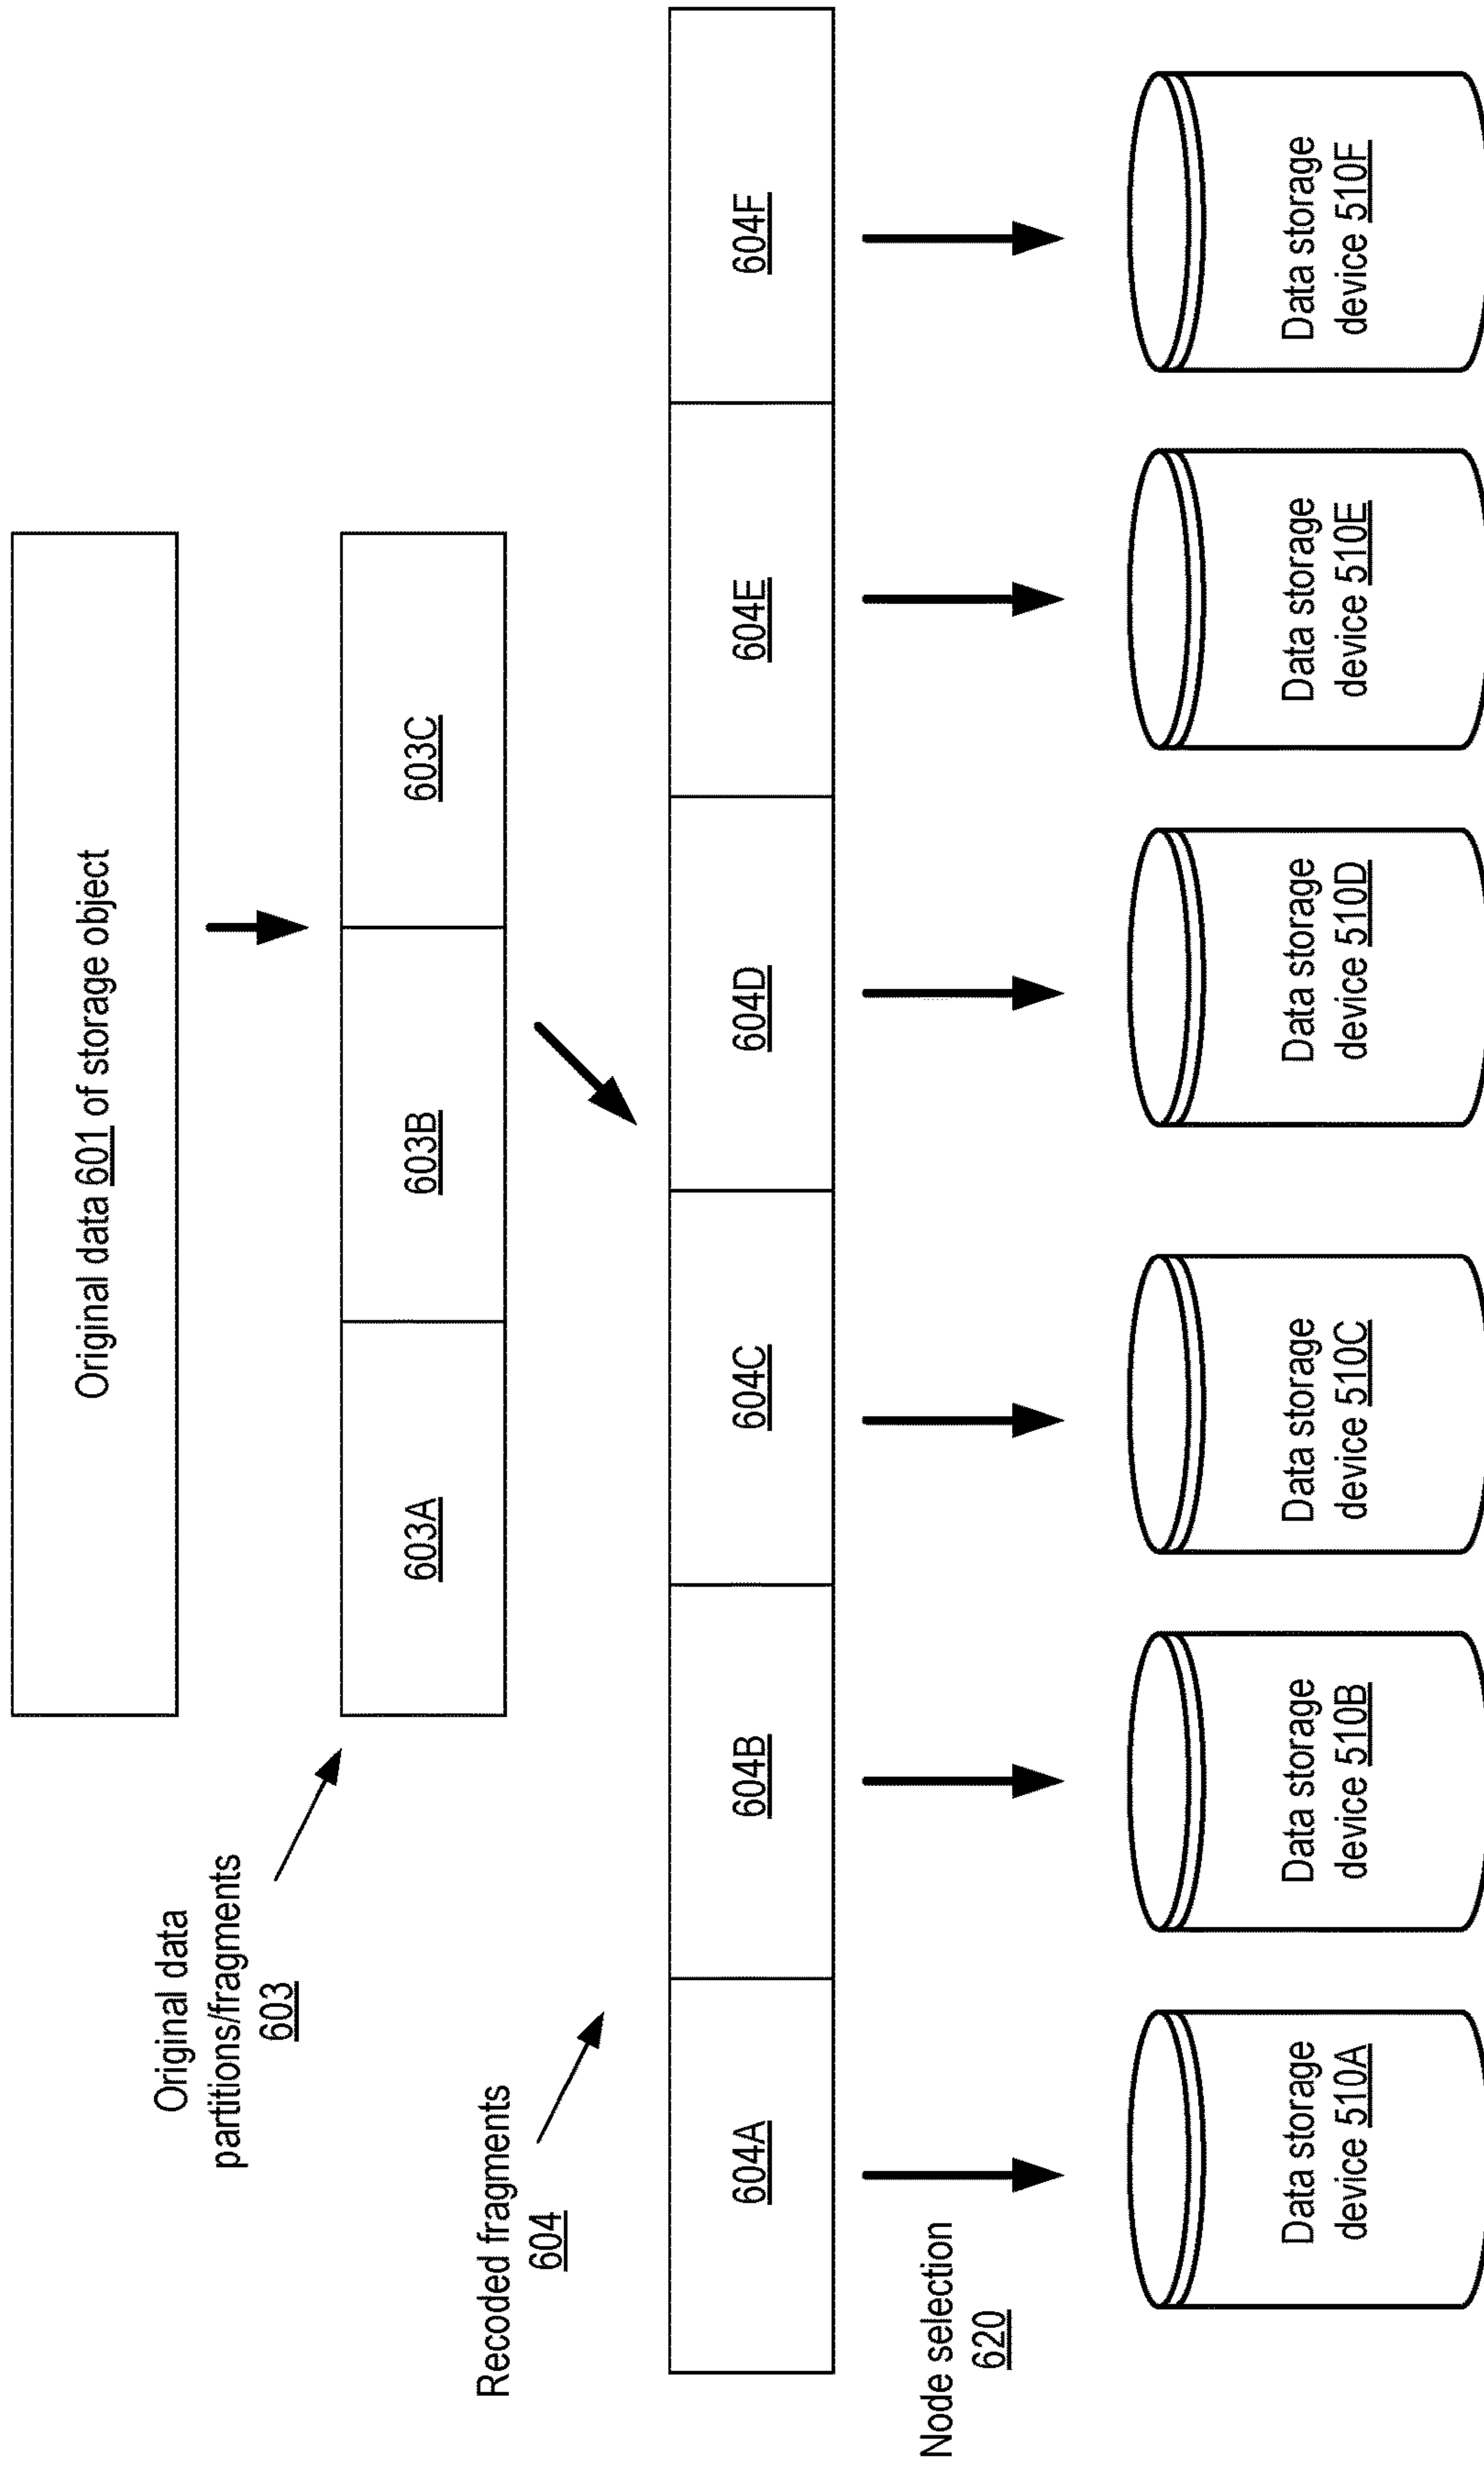 Original data 601 of storage object
Original data
partitions/fragments
603
603A
603B
603C
Recoded fragments
604
604A
604B
604C
604D
604E
604F
Node selection
620
Data storage
device 510A
Data storage
device 510B
Data storage
device 510C
Data storage
device 510D
Data storage
device 510E
Data storage
device 510F